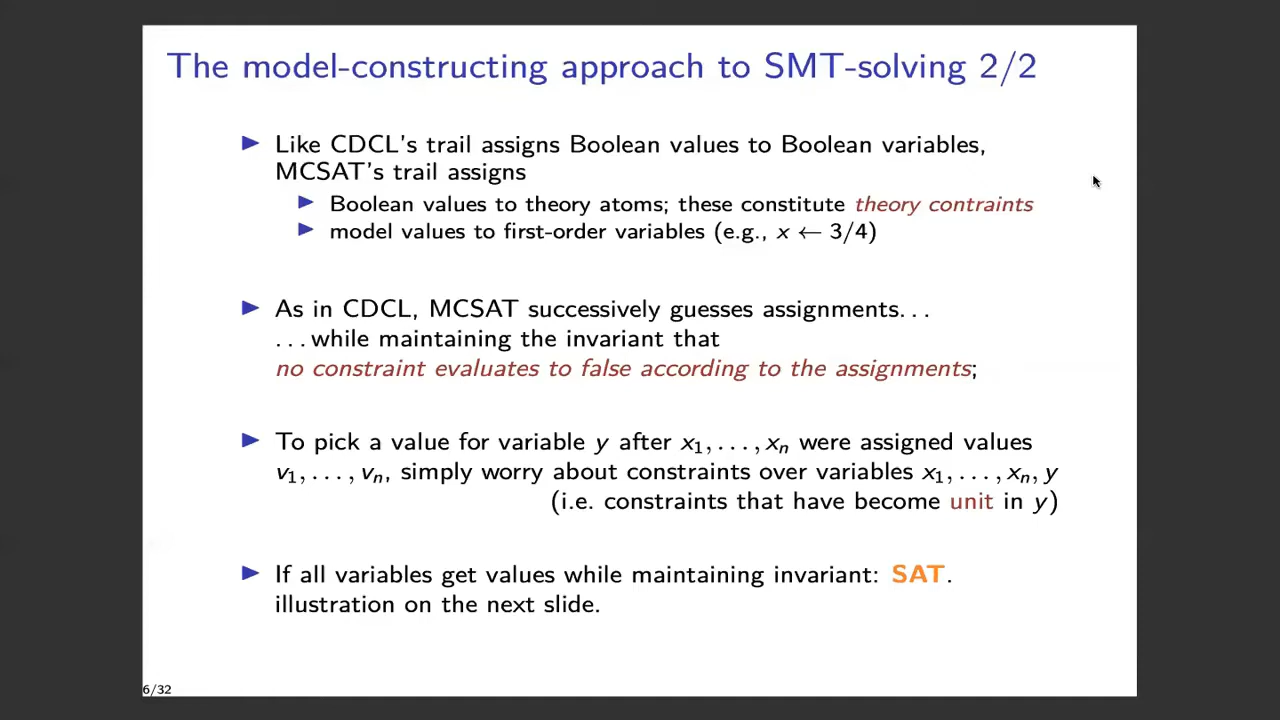 The model-constructing approach to SMT-solving 2/2
▶ Like CDCL's trail assigns Boolean values to Boolean variables,
MCSAT's trail assigns
▶ Boolean values to theory atoms; these constitute theory contraints
▶ model values to first-order variables (e.g., x ← 3/4)
▶ As in CDCL, MCSAT successively guesses assignments...
...while maintaining the invariant that
no constraint evaluates to false according to the assignments;
▶ To pick a value for variable y after x₁, . . . , xₙ were assigned values
v₁, . . . , vₙ, simply worry about constraints over variables x₁, . . . , xₙ, y
(i.e. constraints that have become unit in y)
▶ If all variables get values while maintaining invariant: SAT.
illustration on the next slide.
6/32